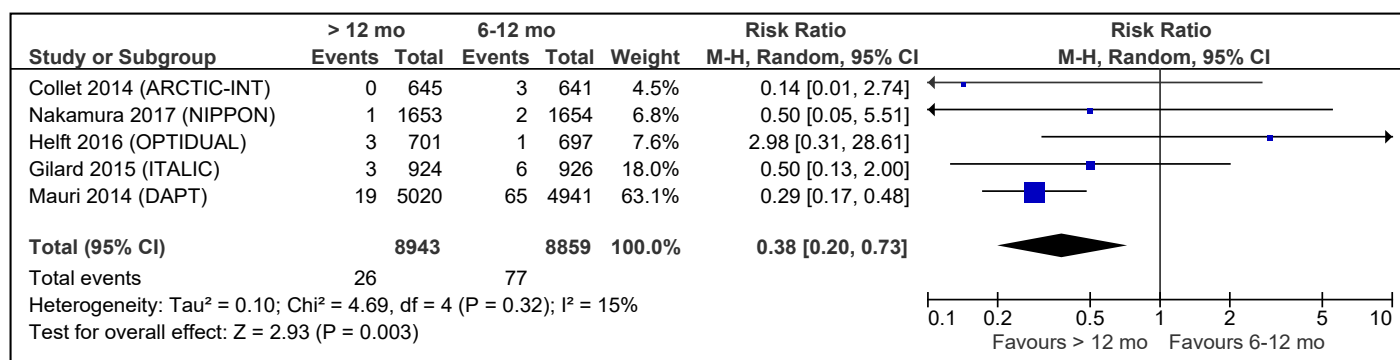 > 12 mo 6-12 mo Risk Ratio Risk Ratio
Study or Subgroup Events Total Events Total Weight M-H, Random, 95% CI M-H, Random, 95% CI
Collet 2014 (ARCTIC-INT) 0 645 3 641 4.5% 0.14 [0.01, 2.74]
Nakamura 2017 (NIPPON) 1 1653 2 1654 6.8% 0.50 [0.05, 5.51]
Helft 2016 (OPTIDUAL) 3 701 1 697 7.6% 2.98 [0.31, 28.61]
Gilard 2015 (ITALIC) 3 924 6 926 18.0% 0.50 [0.13, 2.00]
Mauri 2014 (DAPT) 19 5020 65 4941 63.1% 0.29 [0.17, 0.48]
Total (95% CI) 8943 8859 100.0% 0.38 [0.20, 0.73]
Total events 26 77
Heterogeneity: Tau² = 0.10; Chi² = 4.69, df = 4 (P = 0.32); I² = 15%
Test for overall effect: Z = 2.93 (P = 0.003)
0.1 0.2 0.5 1 2 5 10
Favours > 12 mo Favours 6-12 mo